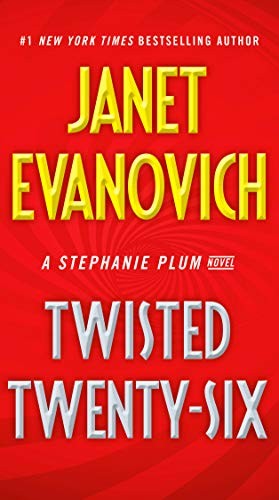 #1 NEW YORK TIMES BESTSELLING AUTHOR
JANET
EVANOVICH
A STEPHANIE PLUM NOVEL
TWISTED
TWENTY-SIX